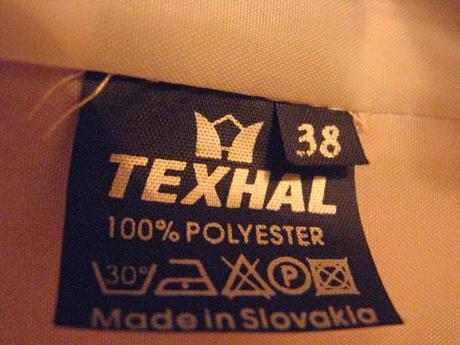 38
TEXHAL
100% POLYESTER
30° P
Made in Slovakia